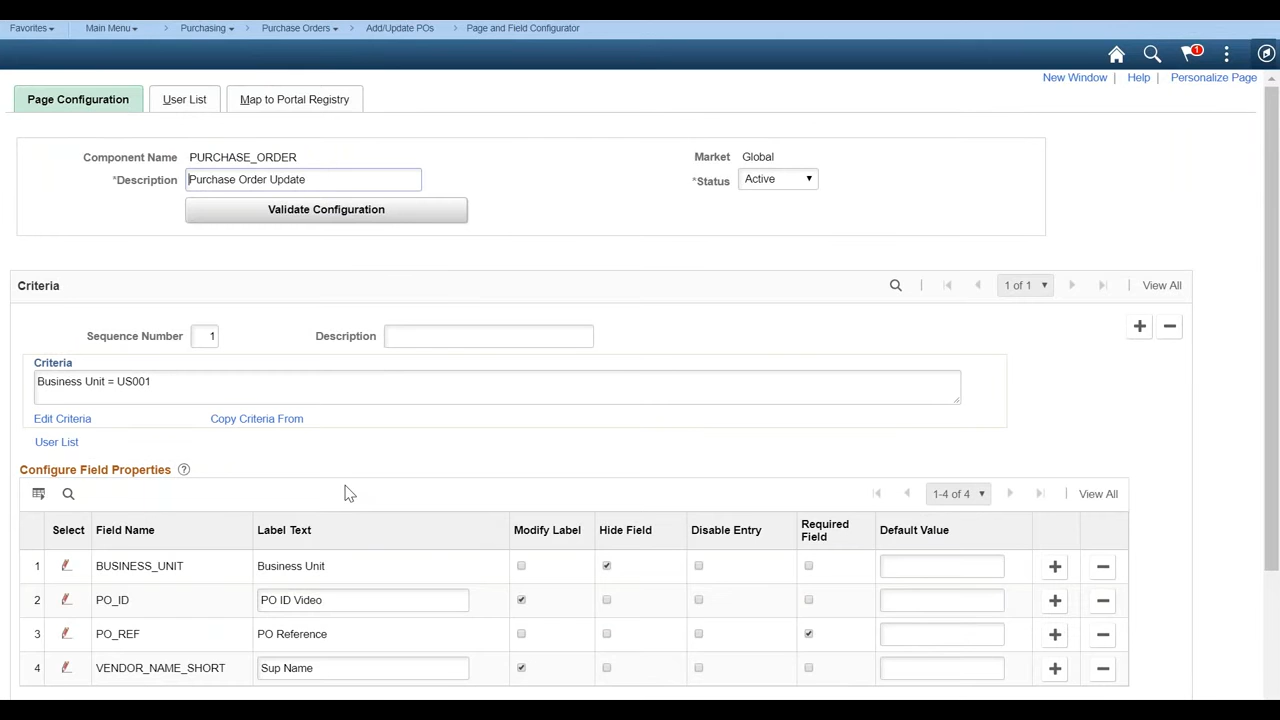 Favorites Main Menu > Purchasing > Purchase Orders > Add/Update POs > Page and Field Configurator
1
New Window | Help | Personalize Page
Page Configuration User List Map to Portal Registry
Component Name PURCHASE_ORDER Market Global
*Description Purchase Order Update *Status Active
Validate Configuration
Criteria 1 of 1 | View All
Sequence Number 1 Description
Criteria
Business Unit = US001
Edit Criteria Copy Criteria From
User List
Configure Field Properties ?
1-4 of 4 | View All
Select Field Name Label Text Modify Label Hide Field Disable Entry Required Field Default Value
1 BUSINESS_UNIT Business Unit
2 PO_ID PO ID Video
3 PO_REF PO Reference
4 VENDOR_NAME_SHORT Sup Name